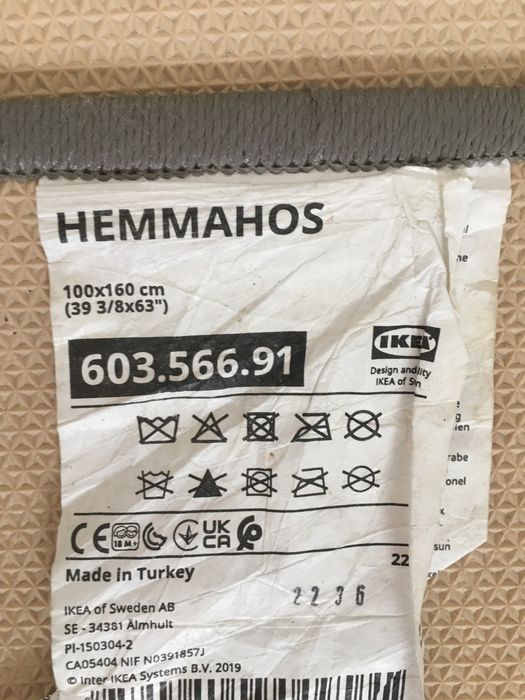 HEMMAHOS
100x160 cm
(39 3/8x63")
603.566.91
IKEA
Design and
IKEA of
18 M+
UK
CA
CE
22
Made in Turkey
2236
IKEA of Sweden AB
SE - 34381 Älmhult
PI-150304-2
CA05404 NIF N0391857J
© Inter IKEA Systems B.V. 2019